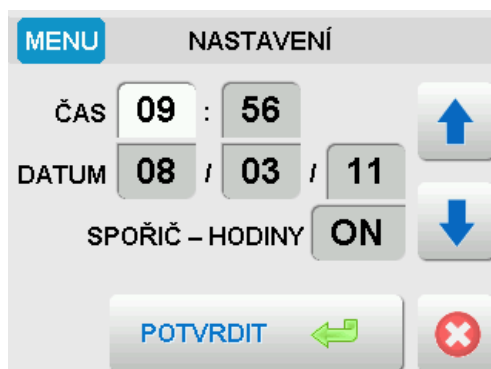 MENU NASTAVENÍ
ČAS 09 : 56
DATUM 08 / 03 / 11
SPOŘIČ – HODINY ON
POTVRDIT